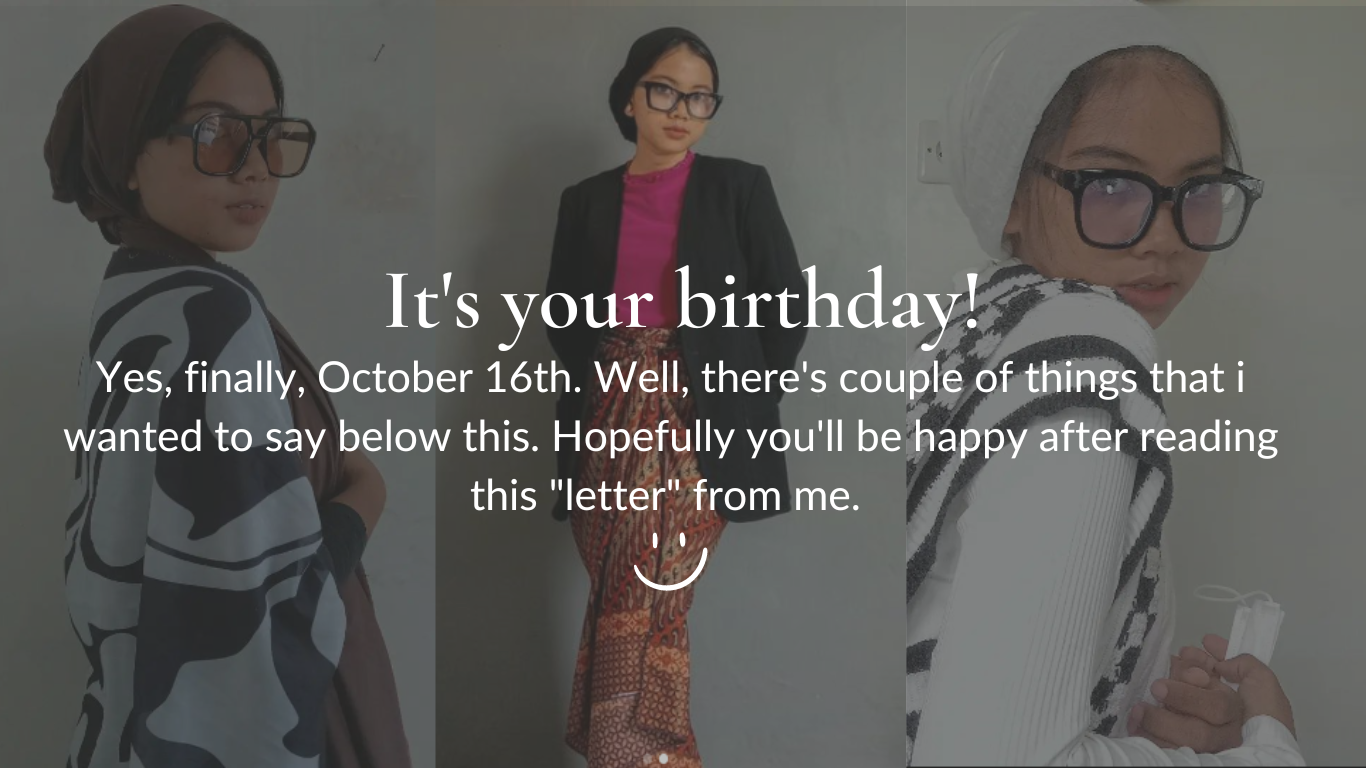 It's your birthday!
Yes, finally, October 16th. Well, there's couple of things that i
wanted to say below this. Hopefully you'll be happy after reading
this "letter" from me.